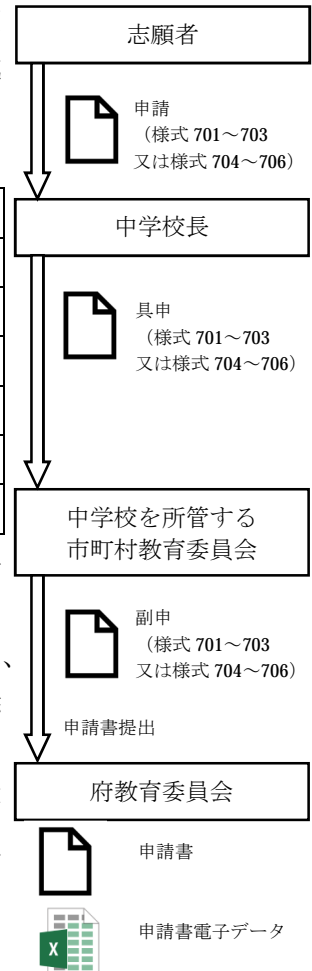 志願者
申請
（様式 701～703
又は様式 704～706）
中学校長
具申
（様式 701～703
又は様式 704～706）
中学校を所管する
市町村教育委員会
副申
（様式 701～703
又は様式 704～706）
、
申請書提出
府教育委員会
申請書
X
申請書電子データ